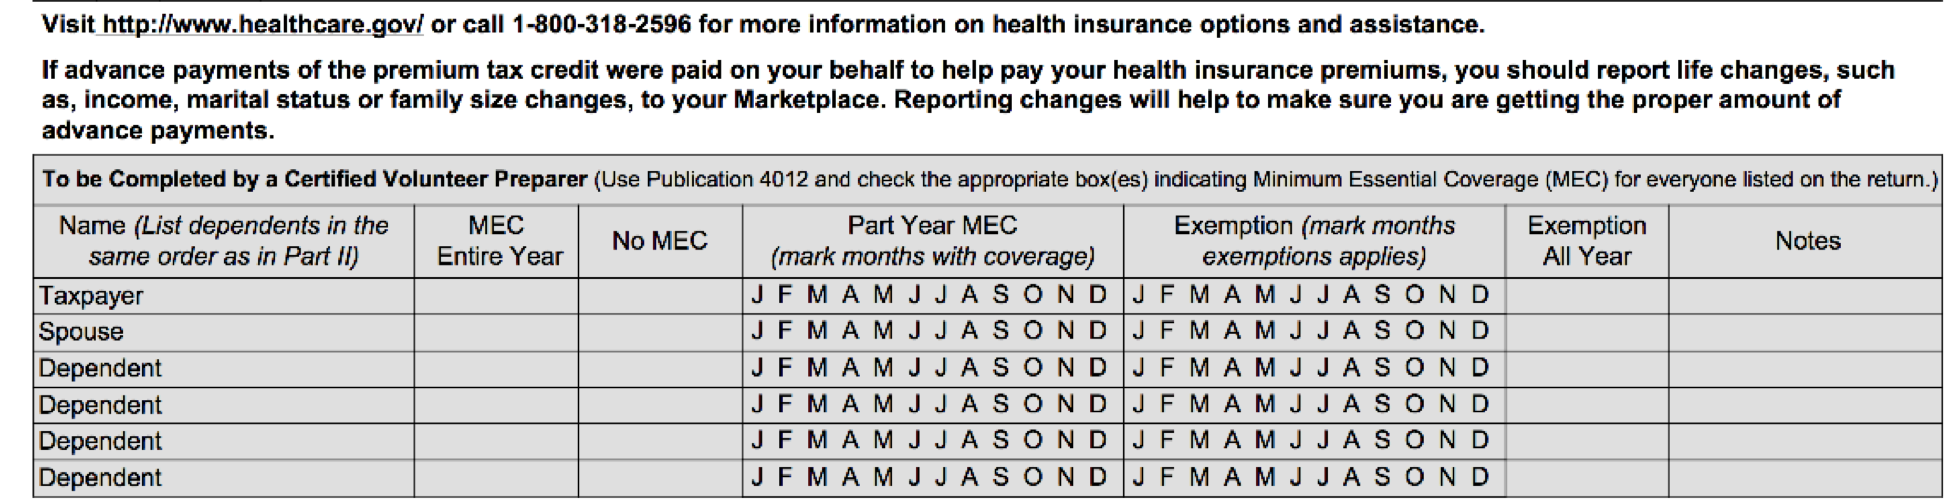 Visit http://www.healthcare.gov/ or call 1-800-318-2596 for more information on health insurance options and assistance.
If advance payments of the premium tax credit were paid on your behalf to help pay your health insurance premiums, you should report life changes, such
as, income, marital status or family size changes, to your Marketplace. Reporting changes will help to make sure you are getting the proper amount of
advance payments.
To be Completed by a Certified Volunteer Preparer (Use Publication 4012 and check the appropriate box(es) indicating Minimum Essential Coverage (MEC) for everyone listed on the return.)
Name (List dependents in the same order as in Part II) MEC Entire Year No MEC Part Year MEC (mark months with coverage) Exemption (mark months exemptions applies) Exemption All Year Notes
Taxpayer J F M A M J J A S O N D J F M A M J J A S O N D
Spouse J F M A M J J A S O N D J F M A M J J A S O N D
Dependent J F M A M J J A S O N D J F M A M J J A S O N D
Dependent J F M A M J J A S O N D J F M A M J J A S O N D
Dependent J F M A M J J A S O N D J F M A M J J A S O N D
Dependent J F M A M J J A S O N D J F M A M J J A S O N D